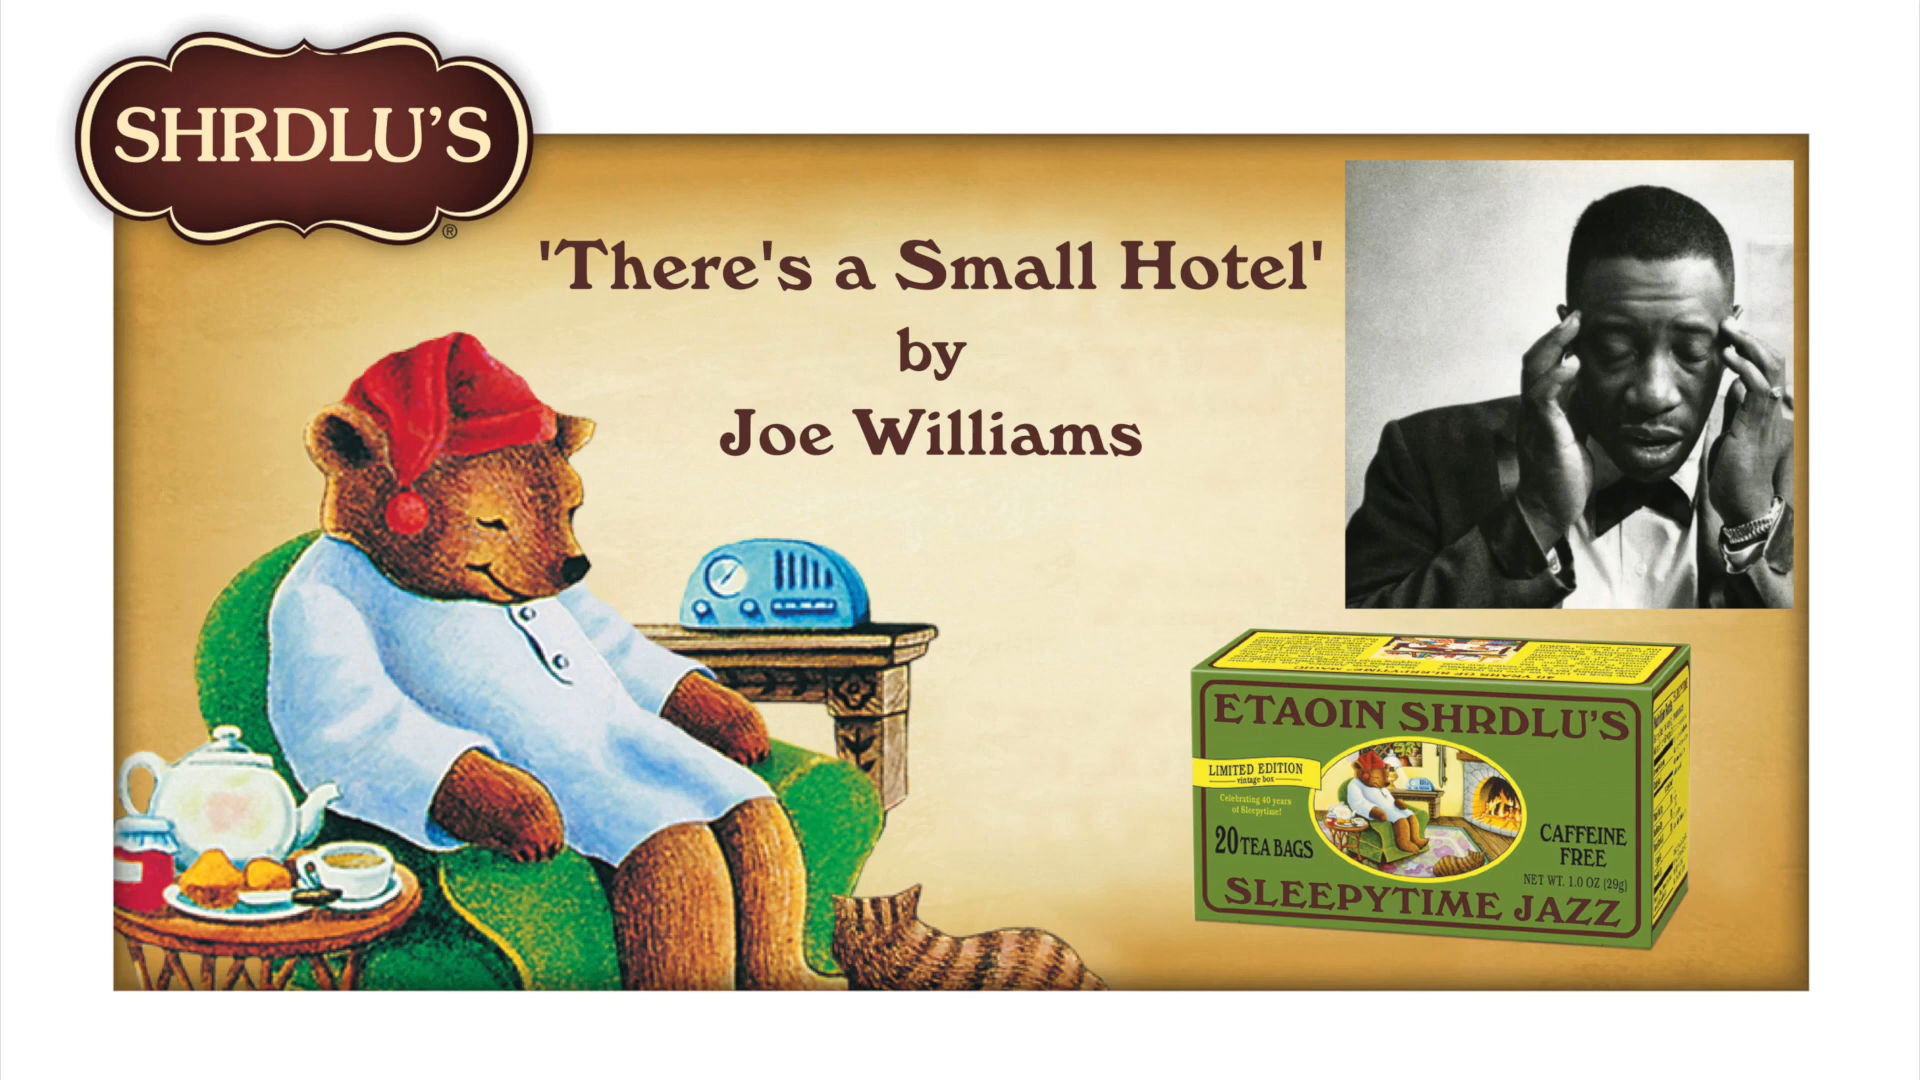 SHRDLU'S
®
'There's a Small Hotel'
by
Joe Williams
ETAOIN SHRDLU'S
LIMITED EDITION
vintage box
Celebrating 40 years
of Sleepytime!
20 TEA BAGS
CAFFEINE
FREE
NET WT. 1.0 OZ (29g)
SLEEPYTIME JAZZ